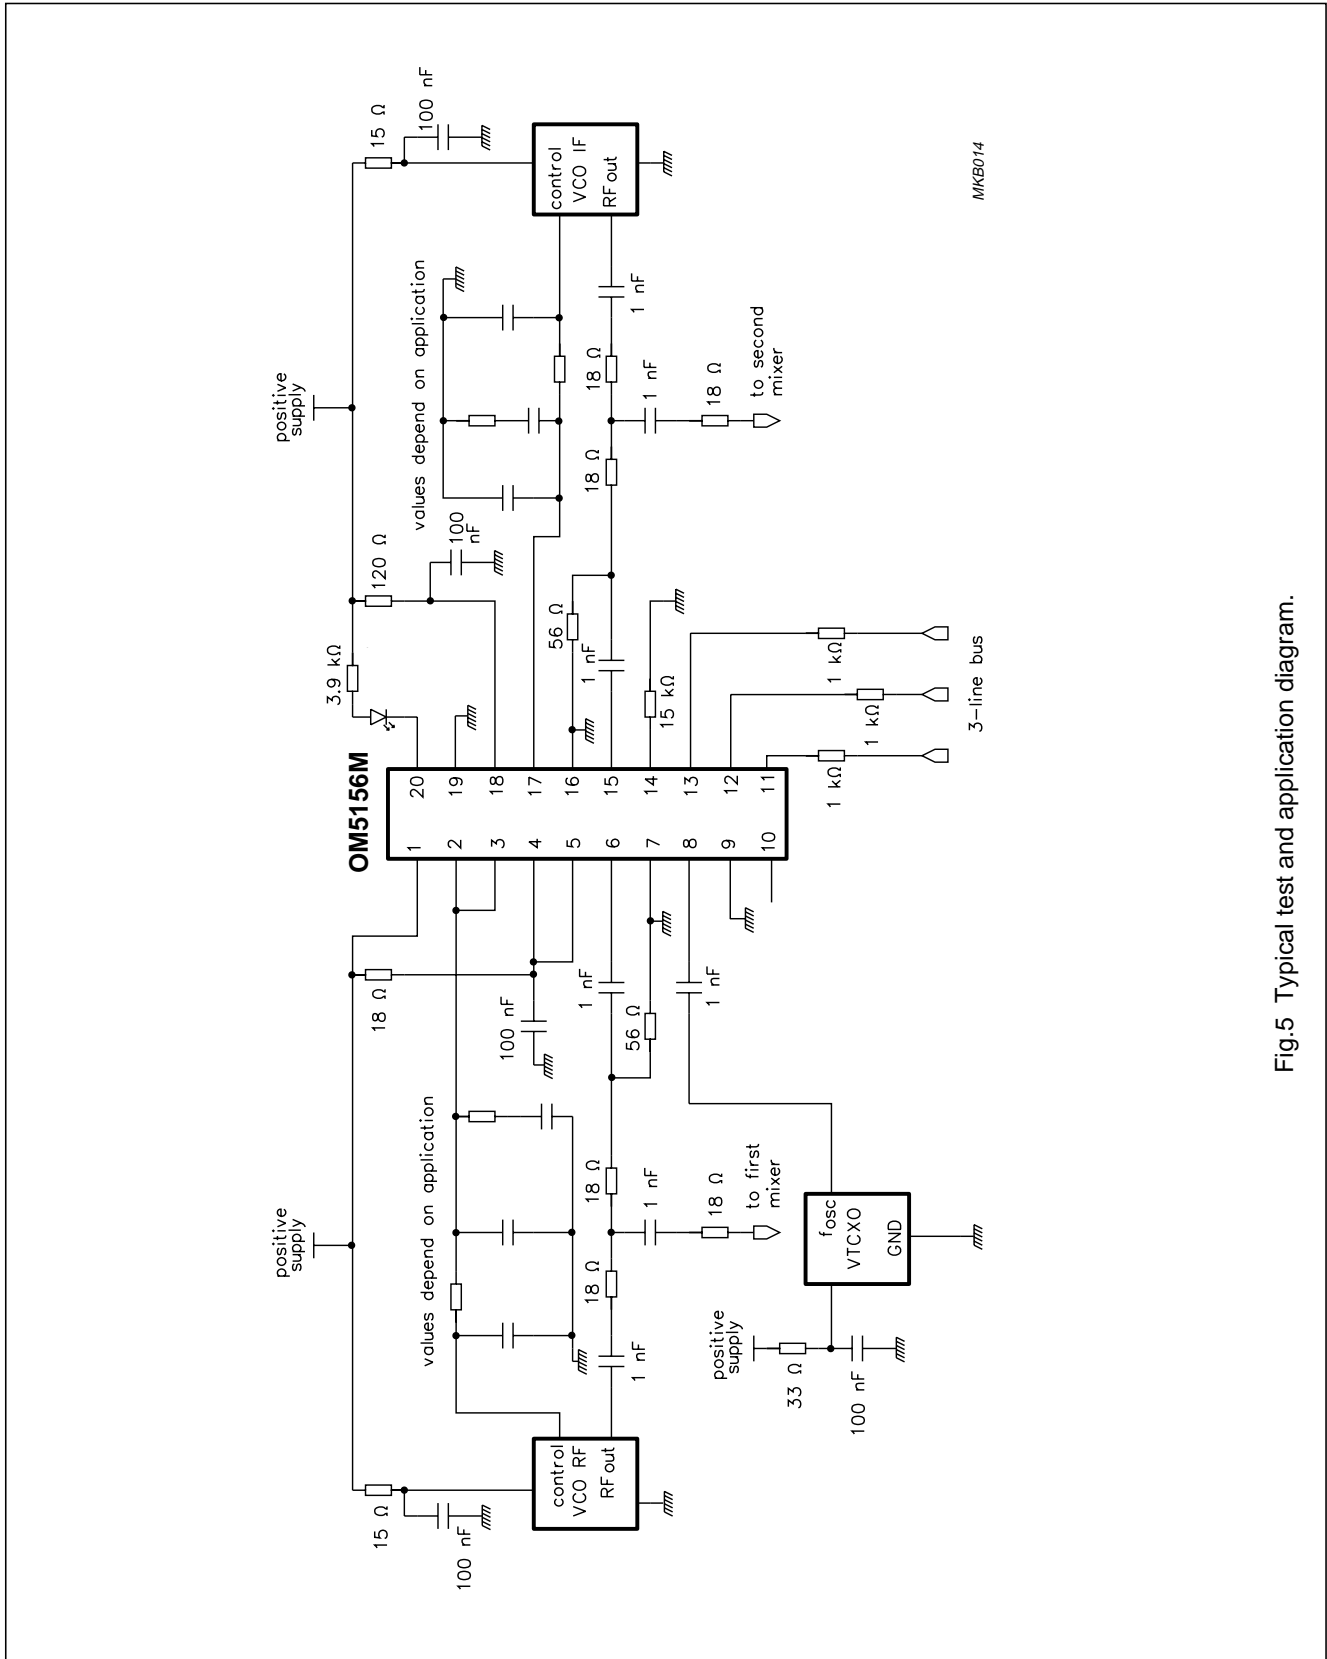 positive
supply
positive
supply
15 Ω
100 nF
18 Ω
3.9 kΩ
120 Ω
100
nF
15 Ω
100 nF
values depend on application
values depend on application
OM5156M
1
2
3
4
5
6
7
8
9
10
20
19
18
17
16
15
14
13
12
11
control
VCO RF
RFout
control
VCO IF
RFout
100 nF
1 nF
56 Ω
1 nF
1 nF
18 Ω
18 Ω
1 nF
18 Ω
to first
mixer
56 Ω
1 nF
15 kΩ
18 Ω
18 Ω
1 nF
1 nF
18 Ω
to second
mixer
positive
supply
33 Ω
100 nF
fosc
VTCXO
GND
1 kΩ
1 kΩ
1 kΩ
3-line bus
MKB014
Fig.5 Typical test and application diagram.